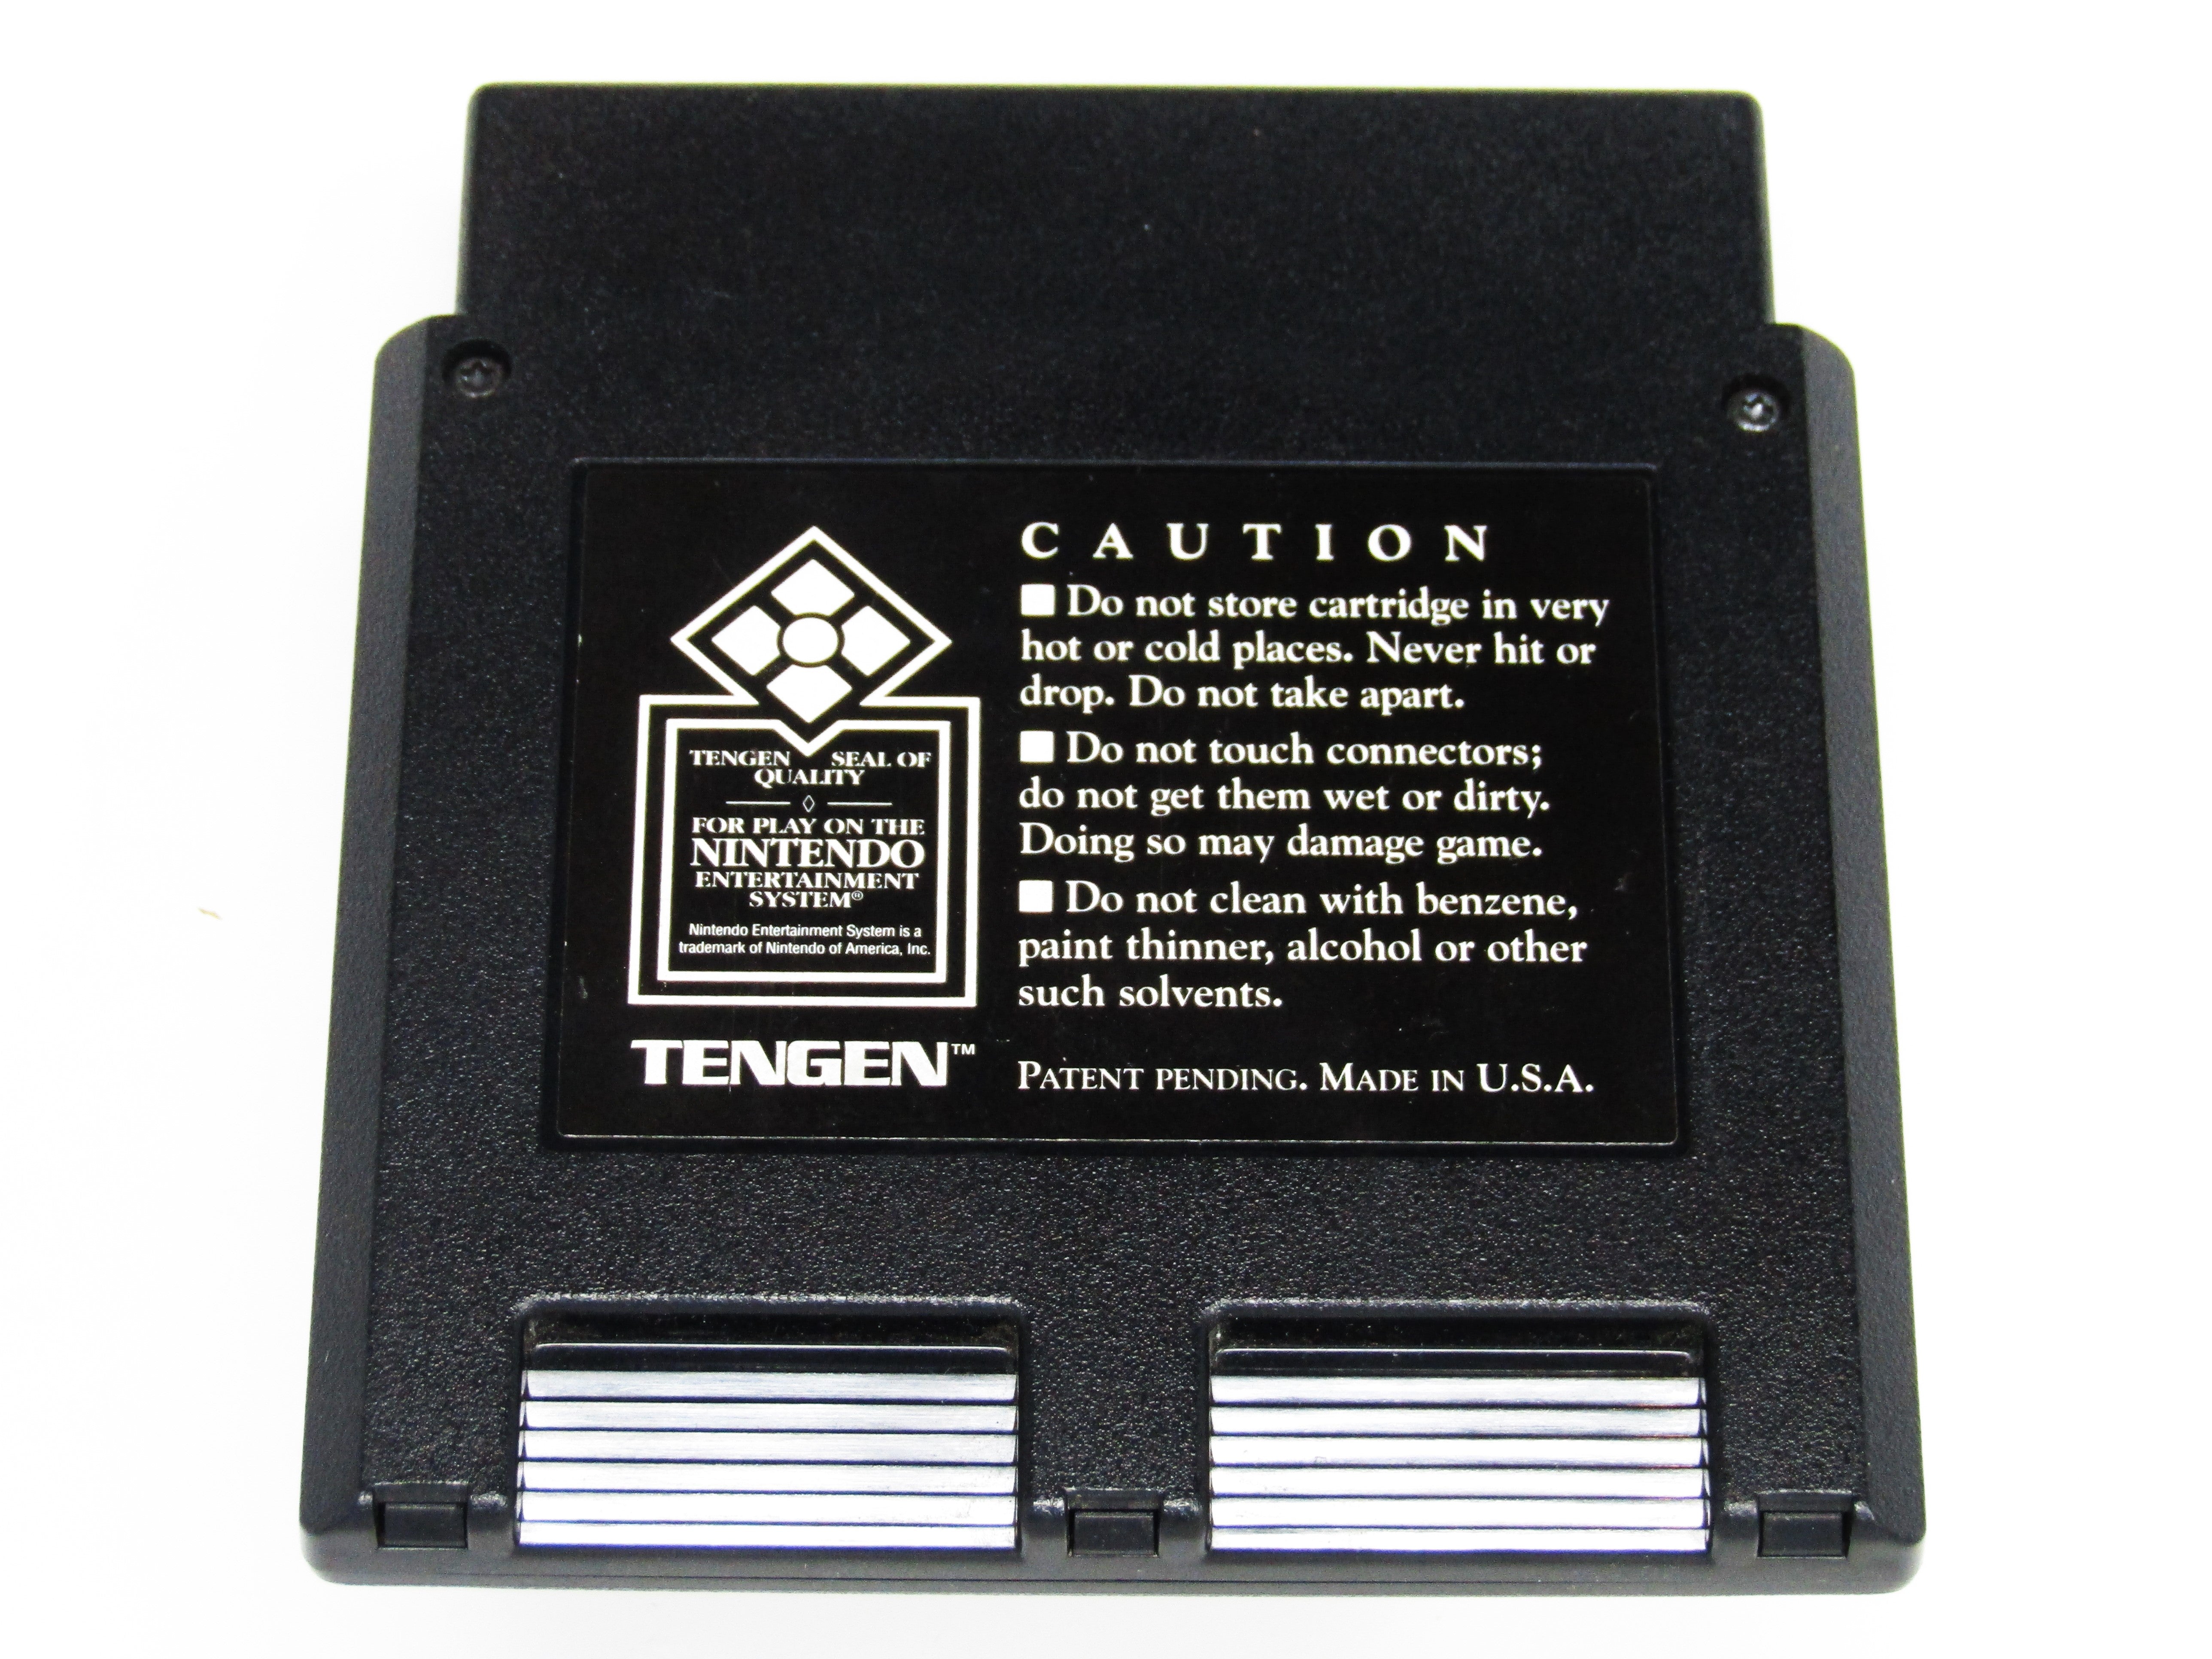 TENGEN SEAL OF
QUALITY
FOR PLAY ON THE
NINTENDO
ENTERTAINMENT
SYSTEM®
Nintendo Entertainment System is a
trademark of Nintendo of America, Inc.
TENGEN™
CAUTION
Do not store cartridge in very
hot or cold places. Never hit or
drop. Do not take apart.
Do not touch connectors;
do not get them wet or dirty.
Doing so may damage game.
Do not clean with benzene,
paint thinner, alcohol or other
such solvents.
PATENT PENDING. MADE IN U.S.A.